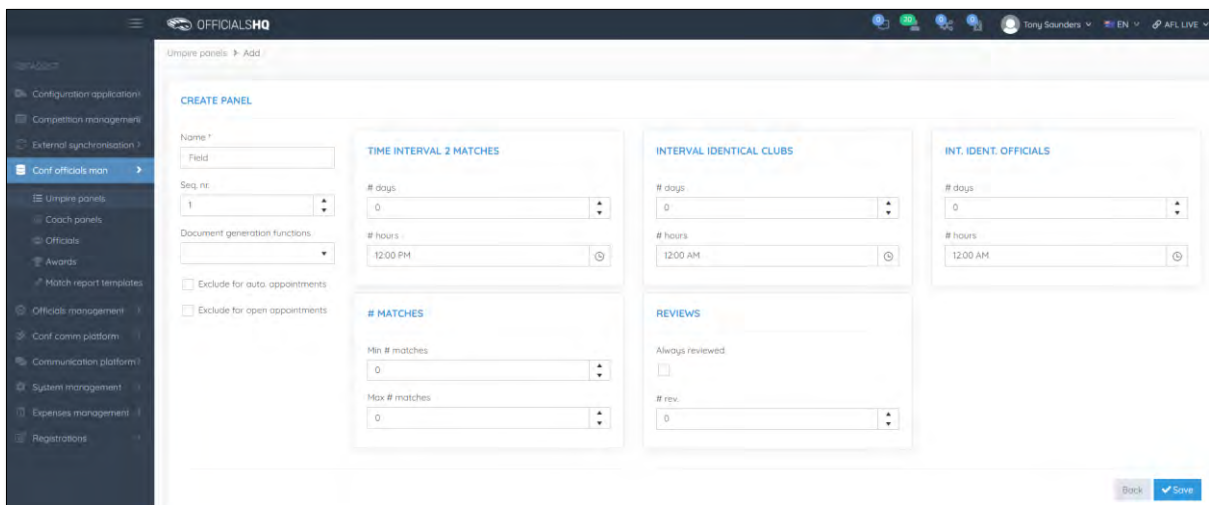 OFFICIALSHQ
0
20
0
0
Tony Saunders
EN
AFL LIVE
Umpire panels
Add
Configuration application
Competition management
External synchronisation
Conf officials man
Umpire panels
Coach panels
Officials
Awards
Match report templates
Officials management
Conf comm platform
Communication platform
System management
Expenses management
Registrations
CREATE PANEL
Name *
Field
Seq. nr.
1
Document generation functions
Exclude for auto. appointments
Exclude for open appointments
TIME INTERVAL 2 MATCHES
# days
0
# hours
12:00 PM
INTERVAL IDENTICAL CLUBS
# days
0
# hours
12:00 AM
INT. IDENT. OFFICIALS
# days
0
# hours
12:00 AM
# MATCHES
Min # matches
0
Max # matches
0
REVIEWS
Always reviewed
# rev.
0
Back
Save